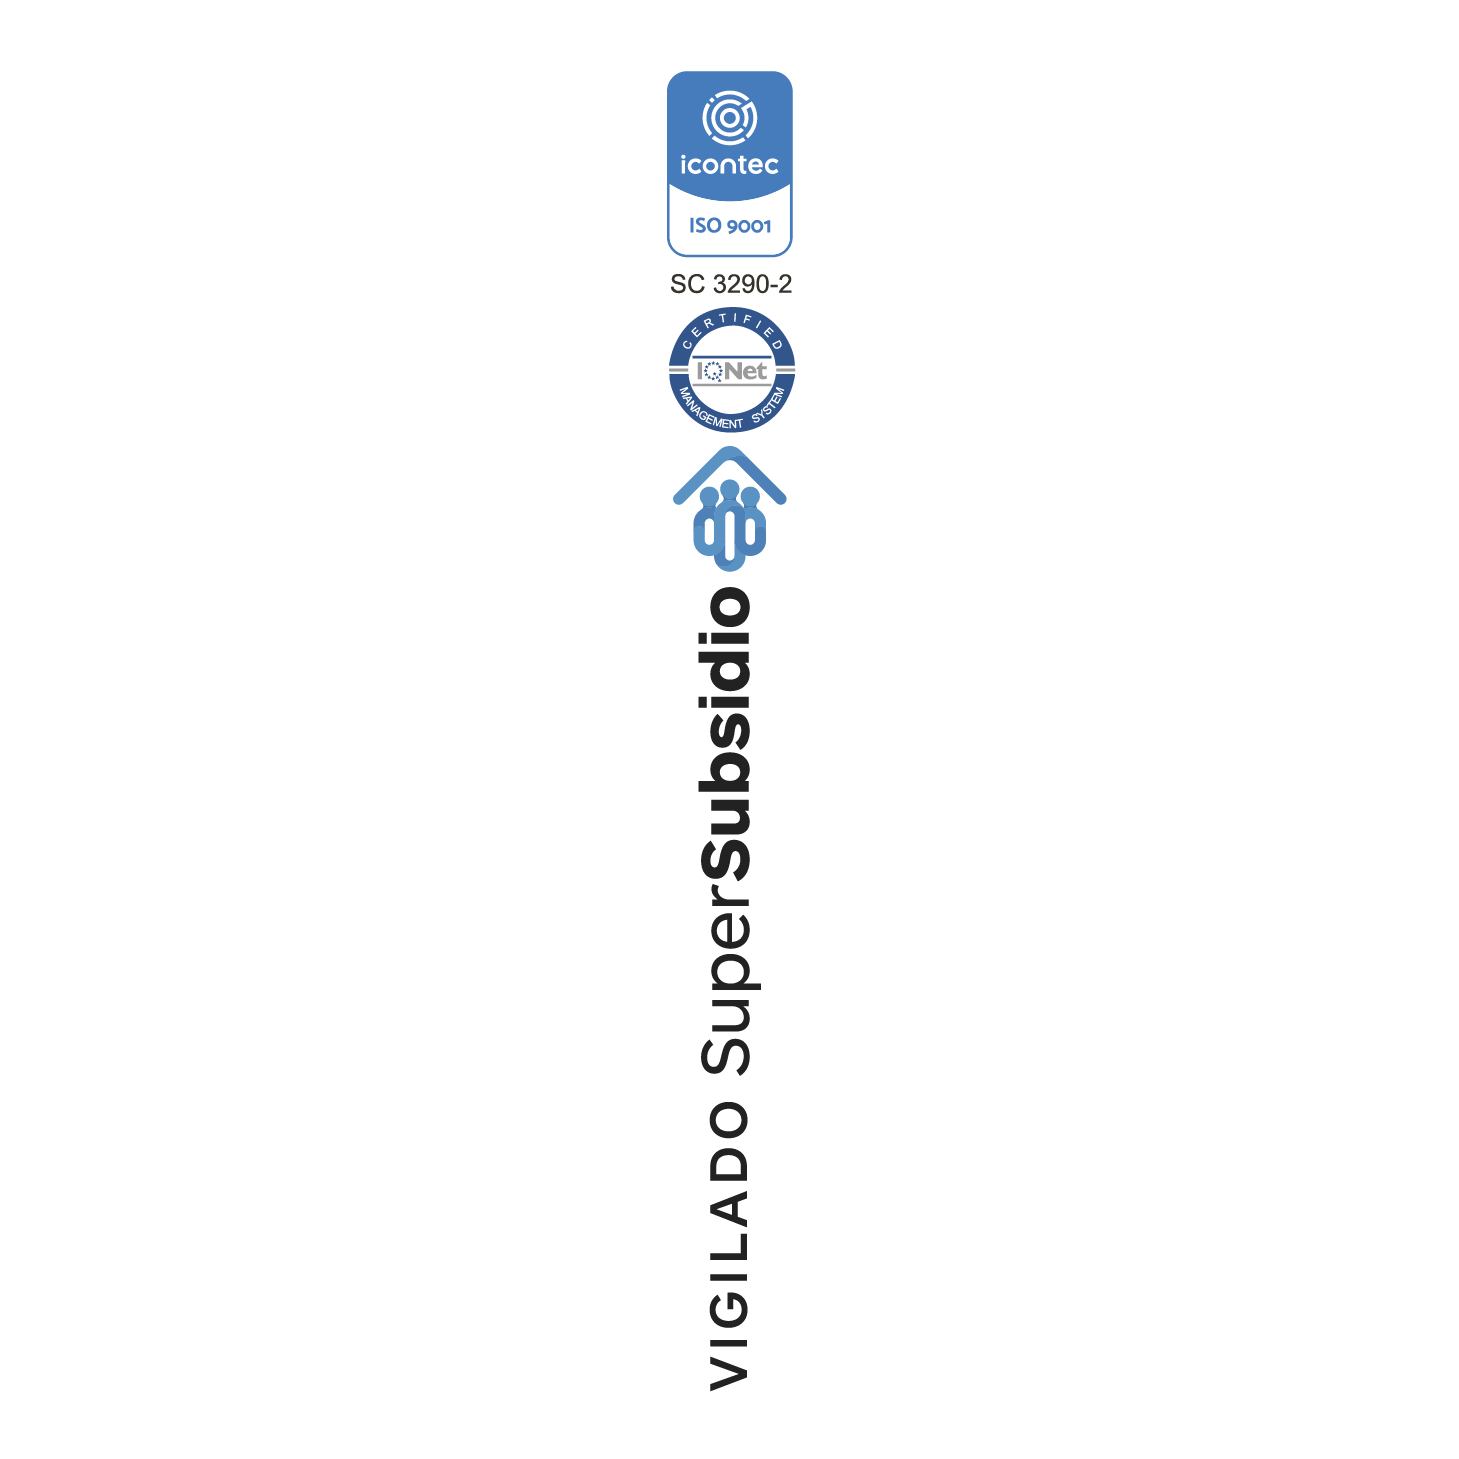 icontec
ISO 9001
SC 3290-2
CERTIFIED
IQNet
MANAGEMENT SYSTEM
VIGILADO SuperSubsidio